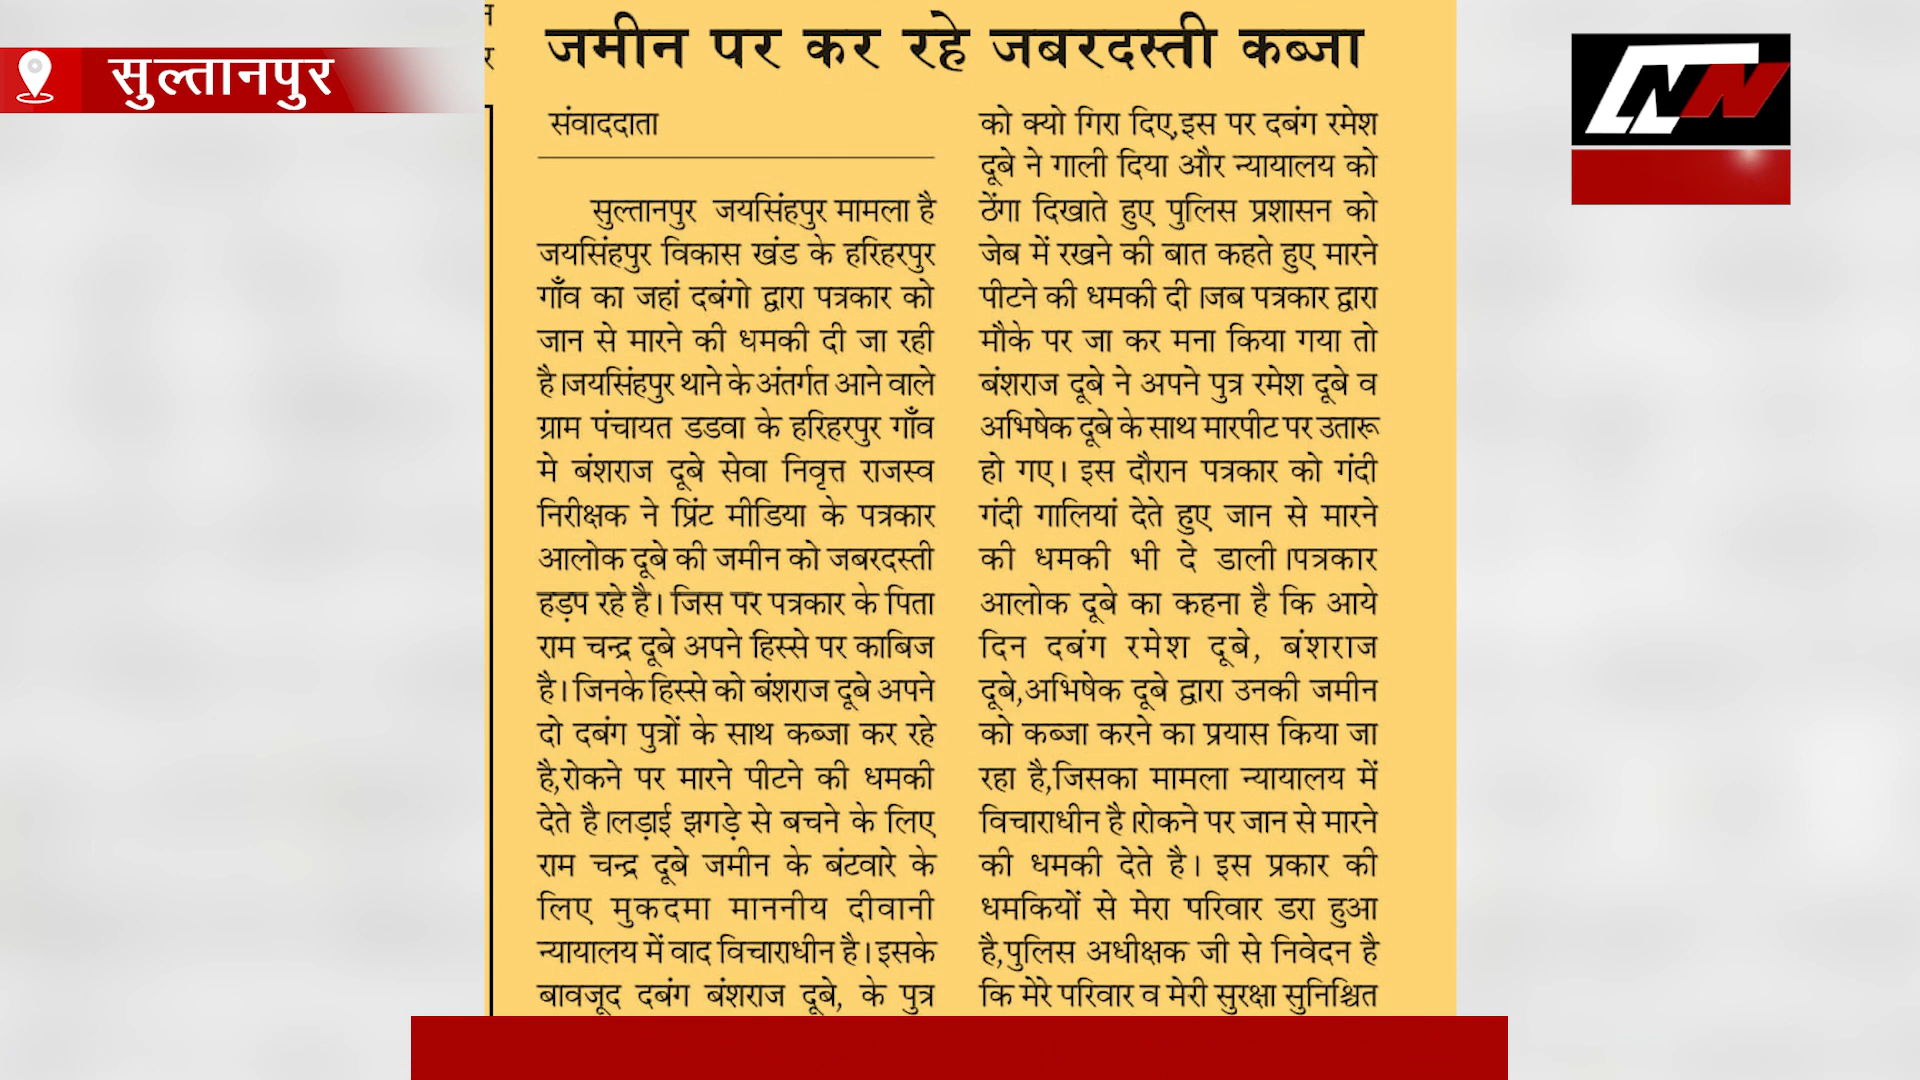 सुल्तानपुर
जमीन पर कर रहे जबरदस्ती कब्जा
संवाददाता
सुल्तानपुर जयसिंहपुर मामला है
जयसिंहपुर विकास खंड के हरिहरपुर
गाँव का जहां दबंगो द्वारा पत्रकार को
जान से मारने की धमकी दी जा रही
है।जयसिंहपुर थाने के अंतर्गत आने वाले
ग्राम पंचायत डडवा के हरिहरपुर गाँव
मे बंशराज दूबे सेवा निवृत्त राजस्व
निरीक्षक ने प्रिंट मीडिया के पत्रकार
आलोक दूबे की जमीन को जबरदस्ती
हड़प रहे है। जिस पर पत्रकार के पिता
राम चन्द्र दूबे अपने हिस्से पर काबिज
है। जिनके हिस्से को बंशराज दूबे अपने
दो दबंग पुत्रों के साथ कब्जा कर रहे
है,रोकने पर मारने पीटने की धमकी
देते है।लड़ाई झगड़े से बचने के लिए
राम चन्द्र दूबे जमीन के बंटवारे के
लिए मुकदमा माननीय दीवानी
न्यायालय में वाद विचाराधीन है। इसके
बावजूद दबंग बंशराज दूबे, के पुत्र
को क्यो गिरा दिए,इस पर दबंग रमेश
दूबे ने गाली दिया और न्यायालय को
ठेंगा दिखाते हुए पुलिस प्रशासन को
जेब में रखने की बात कहते हुए मारने
पीटने की धमकी दी।जब पत्रकार द्वारा
मौके पर जा कर मना किया गया तो
बंशराज दूबे ने अपने पुत्र रमेश दूबे व
अभिषेक दूबे के साथ मारपीट पर उतारू
हो गए। इस दौरान पत्रकार को गंदी
गंदी गालियां देते हुए जान से मारने
की धमकी भी दे डाली।पत्रकार
आलोक दूबे का कहना है कि आये
दिन दबंग रमेश दूबे, बंशराज
दूबे,अभिषेक दूबे द्वारा उनकी जमीन
को कब्जा करने का प्रयास किया जा
रहा है,जिसका मामला न्यायालय में
विचाराधीन है।रोकने पर जान से मारने
की धमकी देते है। इस प्रकार की
धमकियों से मेरा परिवार डरा हुआ
है,पुलिस अधीक्षक जी से निवेदन है
कि मेरे परिवार व मेरी सुरक्षा सुनिश्चित